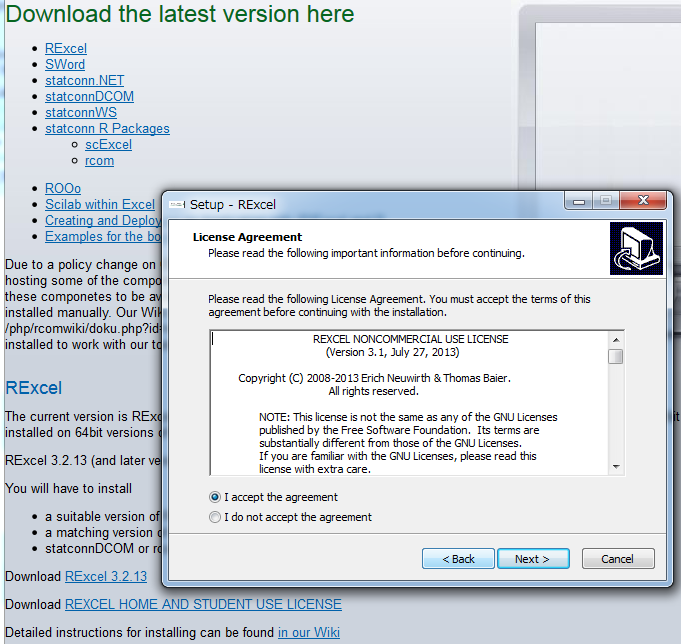 Download the latest version here
RExcel
SWord
statconn.NET
statconnDCOM
statconnWS
statconn R Packages
scExcel
rcom
ROOo
Scilab within Excel
Creating and Deploy
Examples for the bo
Due to a policy change on
hosting some of the compo
these componetes to be av
installed manually. Our Wik
/php/rcomwiki/doku.php?id=
installed to work with our to
RExcel
The current version is RExc
installed on 64bit versions
RExcel 3.2.13 (and later ve
You will have to install
a suitable version of
a matching version
statconnDCOM or rc
Download RExcel 3.2.13
Download REXCEL HOME AND STUDENT USE LICENSE
Detailed instructions for installing can be found in our Wiki
Setup - RExcel
License Agreement
Please read the following important information before continuing.
Please read the following License Agreement. You must accept the terms of this
agreement before continuing with the installation.
REXCEL NONCOMMERCIAL USE LICENSE
(Version 3.1, July 27, 2013)
Copyright (C) 2008-2013 Erich Neuwirth & Thomas Baier.
All rights reserved.
NOTE: This license is not the same as any of the GNU Licenses
published by the Free Software Foundation. Its terms are
substantially different from those of the GNU Licenses.
If you are familiar with the GNU Licenses, please read this
license with extra care.
I accept the agreement
I do not accept the agreement
< Back
Next >
Cancel